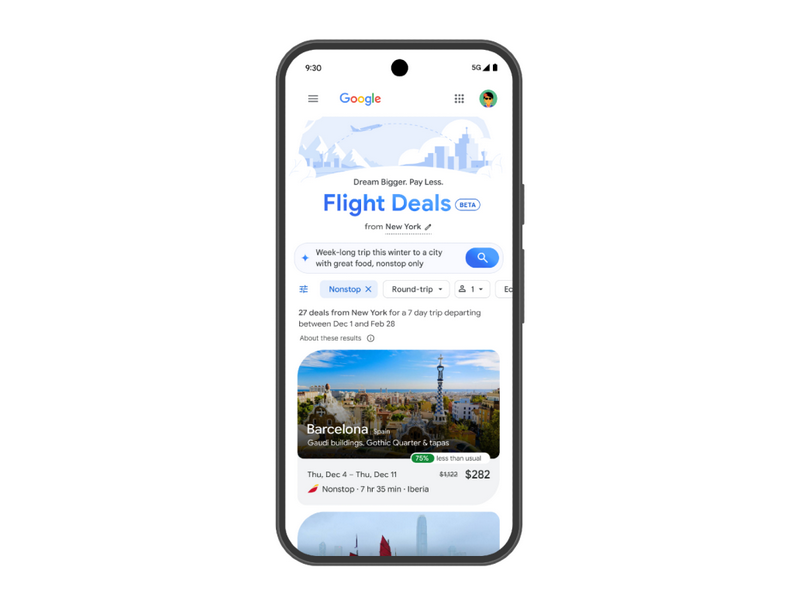 9:30
5G
Google
Dream Bigger. Pay Less.
Flight Deals BETA
from New York
Week-long trip this winter to a city
with great food, nonstop only
Nonstop
Round-trip
1
Ec
27 deals from New York for a 7 day trip departing
between Dec 1 and Feb 28
About these results
Barcelona Spain
Gaudi buildings, Gothic Quarter & tapas
75% less than usual
Thu, Dec 4 – Thu, Dec 11
$1,122 $282
Nonstop · 7 hr 35 min · Iberia